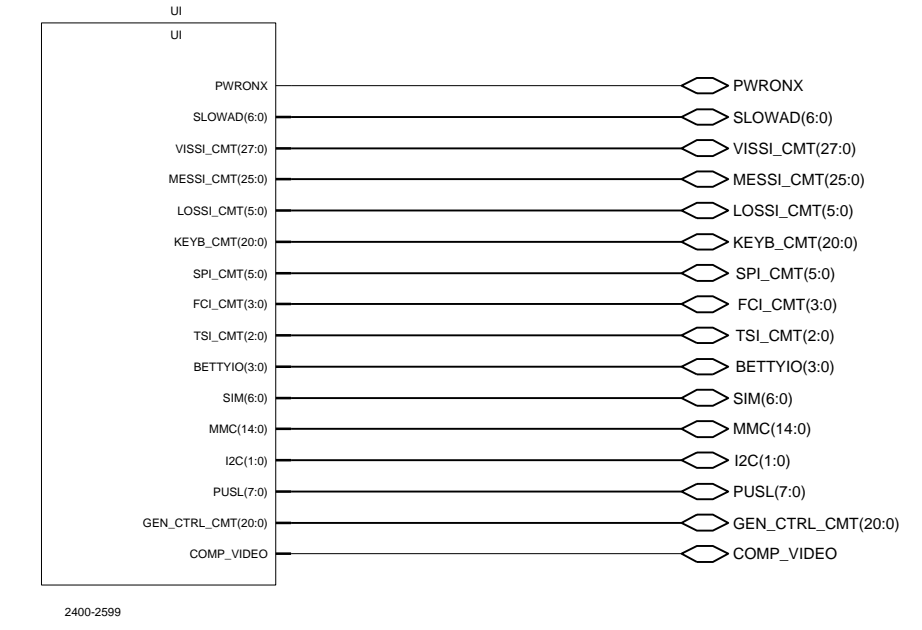 UI
UI
PWRONX PWRONX
SLOWAD(6:0) SLOWAD(6:0)
VISSI_CMT(27:0) VISSI_CMT(27:0)
MESSI_CMT(25:0) MESSI_CMT(25:0)
LOSSI_CMT(5:0) LOSSI_CMT(5:0)
KEYB_CMT(20:0) KEYB_CMT(20:0)
SPI_CMT(5:0) SPI_CMT(5:0)
FCI_CMT(3:0) FCI_CMT(3:0)
TSI_CMT(2:0) TSI_CMT(2:0)
BETTYIO(3:0) BETTYIO(3:0)
SIM(6:0) SIM(6:0)
MMC(14:0) MMC(14:0)
I2C(1:0) I2C(1:0)
PUSL(7:0) PUSL(7:0)
GEN_CTRL_CMT(20:0) GEN_CTRL_CMT(20:0)
COMP_VIDEO COMP_VIDEO
2400-2599